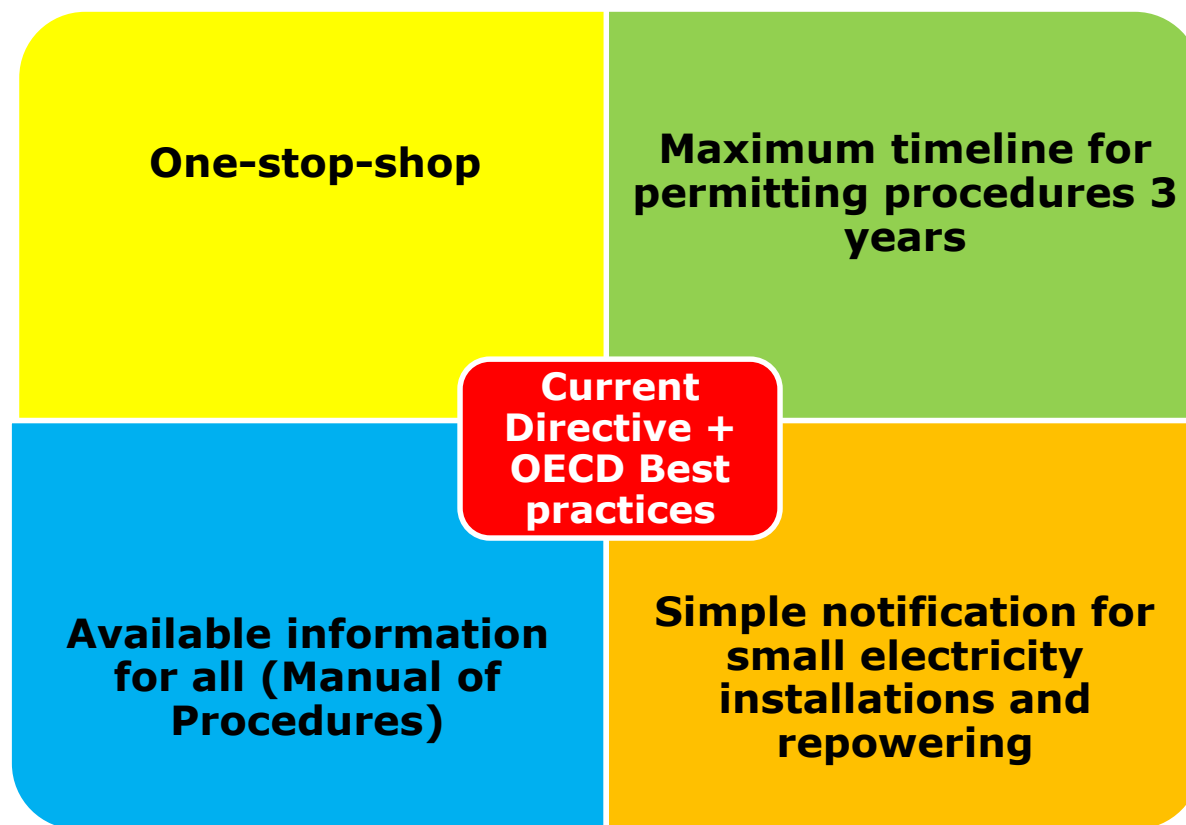 One-stop-shop
Maximum timeline for
permitting procedures 3
years
Current
Directive +
OECD Best
practices
Available information
for all (Manual of
Procedures)
Simple notification for
small electricity
installations and
repowering